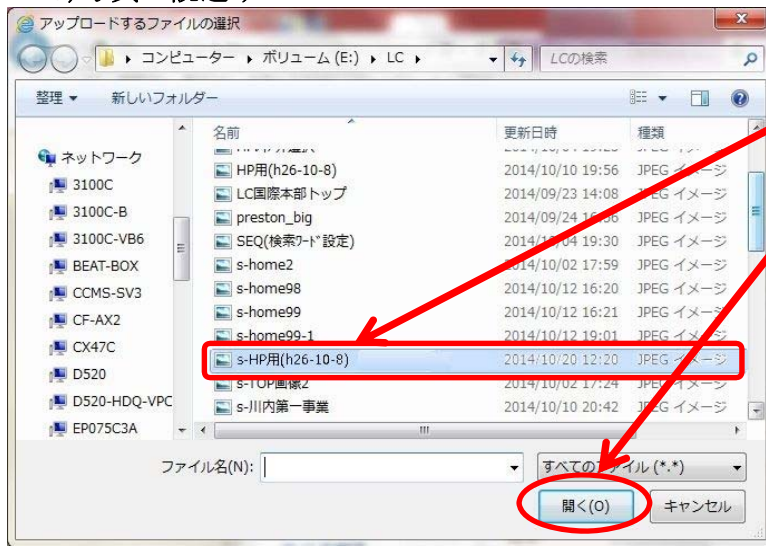 アップロードするファイルの選択
コンピューター ▸ ボリューム (E:) ▸ LC ▸
LCの検索
整理 ▼ 新しいフォルダー
名前 更新日時 種類
ネットワーク
3100C
3100C-B
3100C-VB6
BEAT-BOX
CCMS-SV3
CF-AX2
CX47C
D520
D520-HDQ-VPC
EP075C3A
HP用(h26-10-8) 2014/10/10 19:56 JPEG イメージ
LC国際本部トップ 2014/09/23 14:08 JPEG イメージ
preston_big 2014/09/24 JPEG イメージ
SEQ(検索ワード設定) 19:30 JPEG イメージ
s-home2 2014/10/02 17:59 JPEG イメージ
s-home98 2014/10/12 16:20 JPEG イメージ
s-home99 2014/10/12 16:21 JPEG イメージ
s-home99-1 2014/10/12 19:01 JPEG イメージ
s-HP用(h26-10-8) 2014/10/20 12:20 JPEG イメージ
s-TOP画像2 2014/10/02 17:24 JPEG イメージ
s-川内第一事業 2014/10/10 20:42 JPEG イメージ
ファイル名(N):
すべてのファイル (*.*)
開く(O) キャンセル